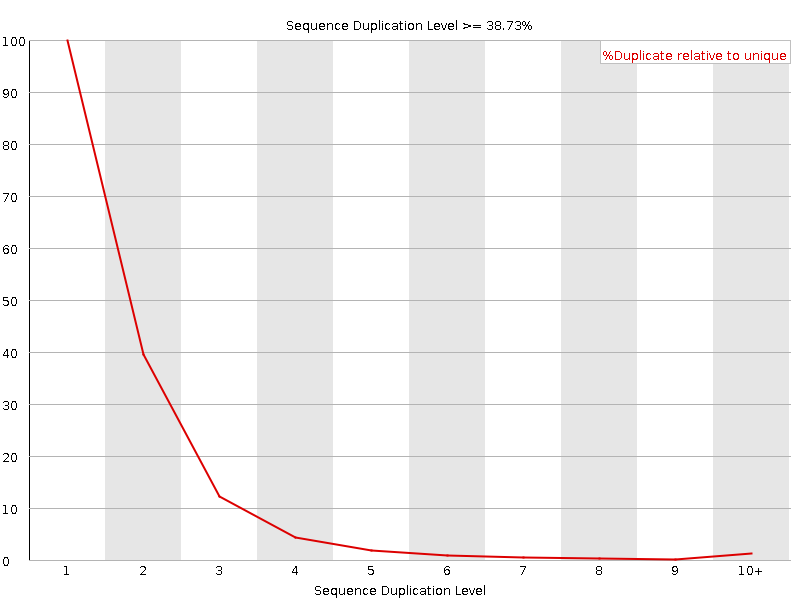 Sequence Duplication Level >= 38.73%
%Duplicate relative to unique
100
90
80
70
60
50
40
30
20
10
0
1 2 3 4 5 6 7 8 9 10+
Sequence Duplication Level